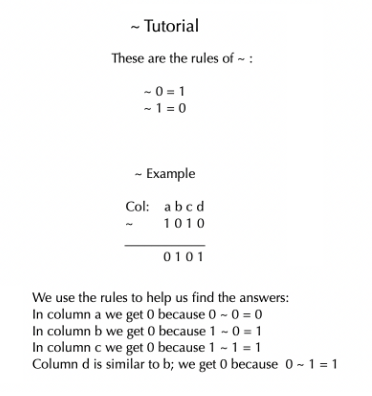 ~ Tutorial
These are the rules of ~ :
~ 0 = 1
~ 1 = 0
~ Example
Col: a b c d
~ 1 0 1 0
0 1 0 1
We use the rules to help us find the answers:
In column a we get 0 because 0 ~ 0 = 0
In column b we get 0 because 1 ~ 0 = 1
In column c we get 0 because 1 ~ 1 = 1
Column d is similar to b; we get 0 because 0 ~ 1 = 1